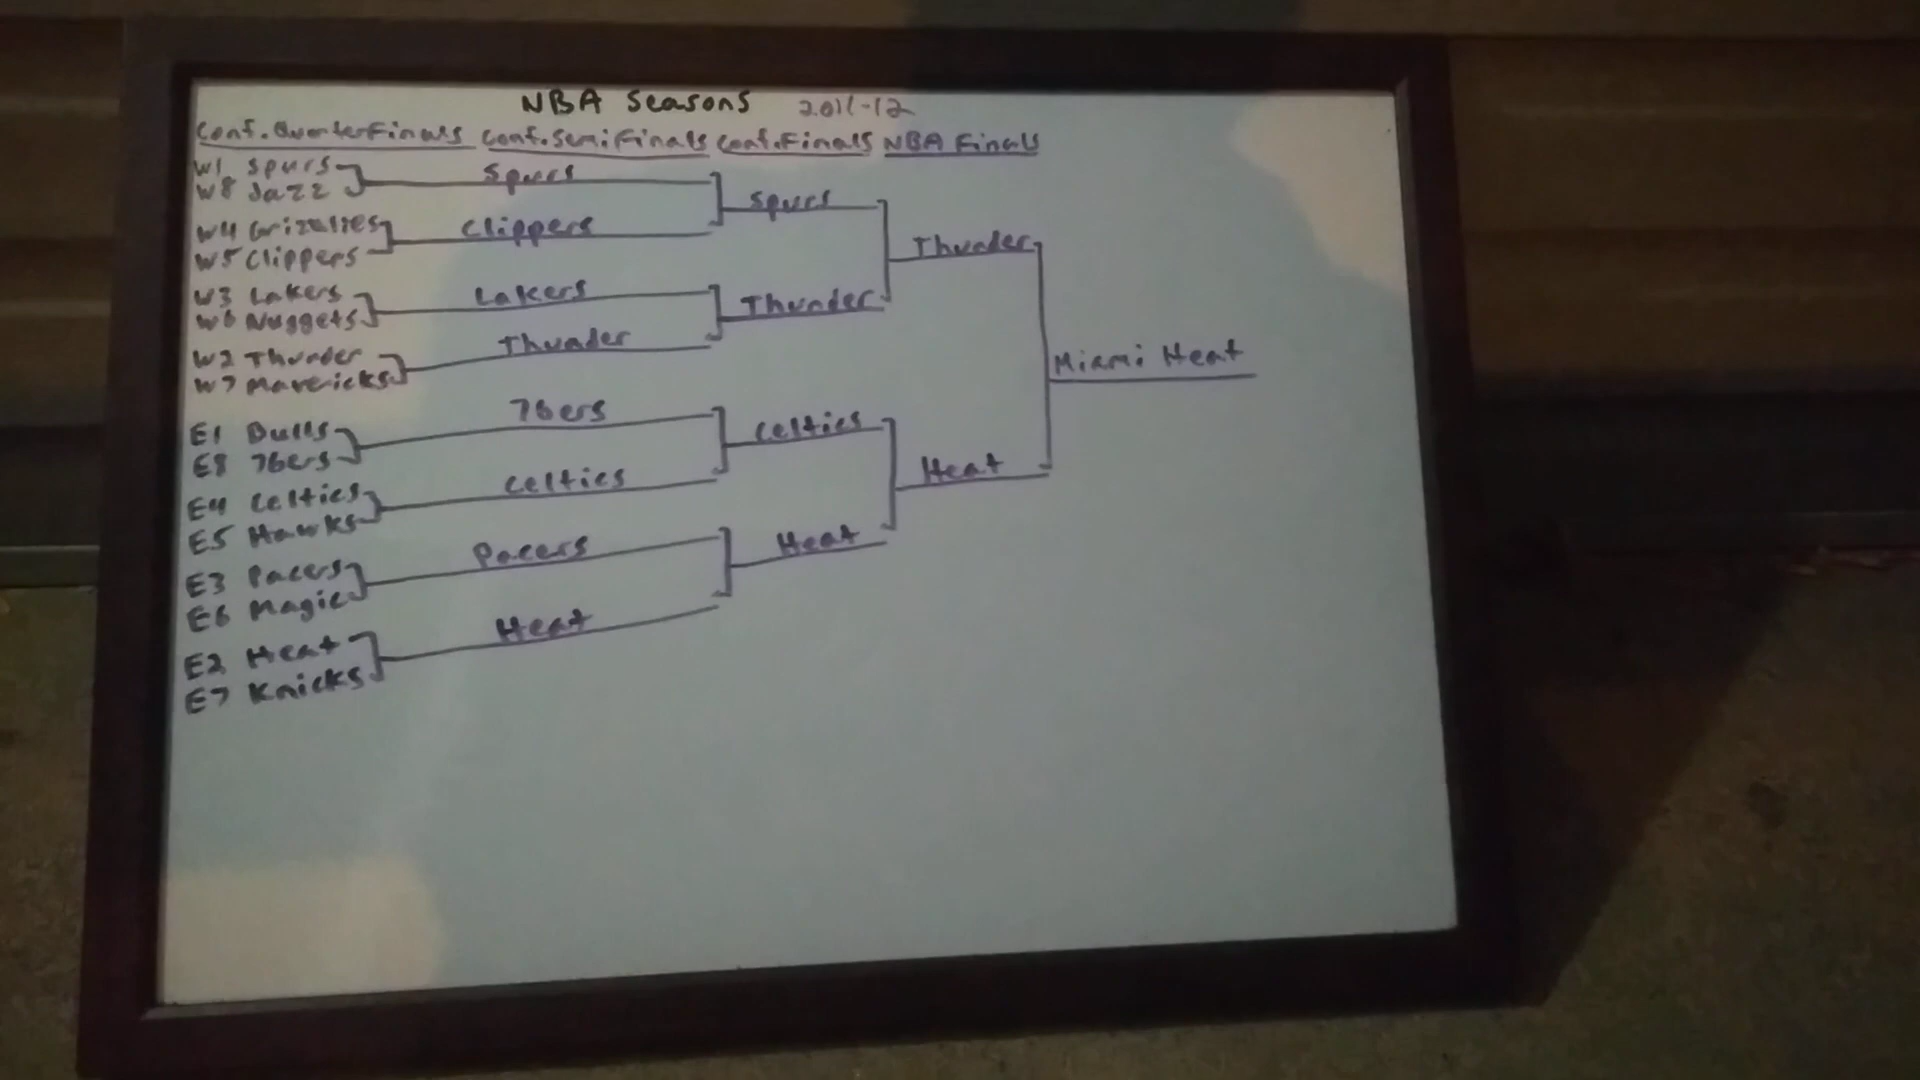 NBA Seasons 2011-12
Conf. QuarterFinals Conf. SemiFinals Conf. Finals NBA Finals
W1 Spurs
W8 Jazz
W4 Grizzlies
W5 Clippers
W3 Lakers
W6 Nuggets
W2 Thunder
W7 Mavericks
E1 Bulls
E8 76ers
E4 Celtics
E5 Hawks
E3 Pacers
E6 Magic
E2 Heat
E7 Knicks
Spurs
Clippers
Lakers
Thunder
76ers
Celtics
Pacers
Heat
Spurs
Thunder
Celtics
Heat
Thunder
Heat
Miami Heat